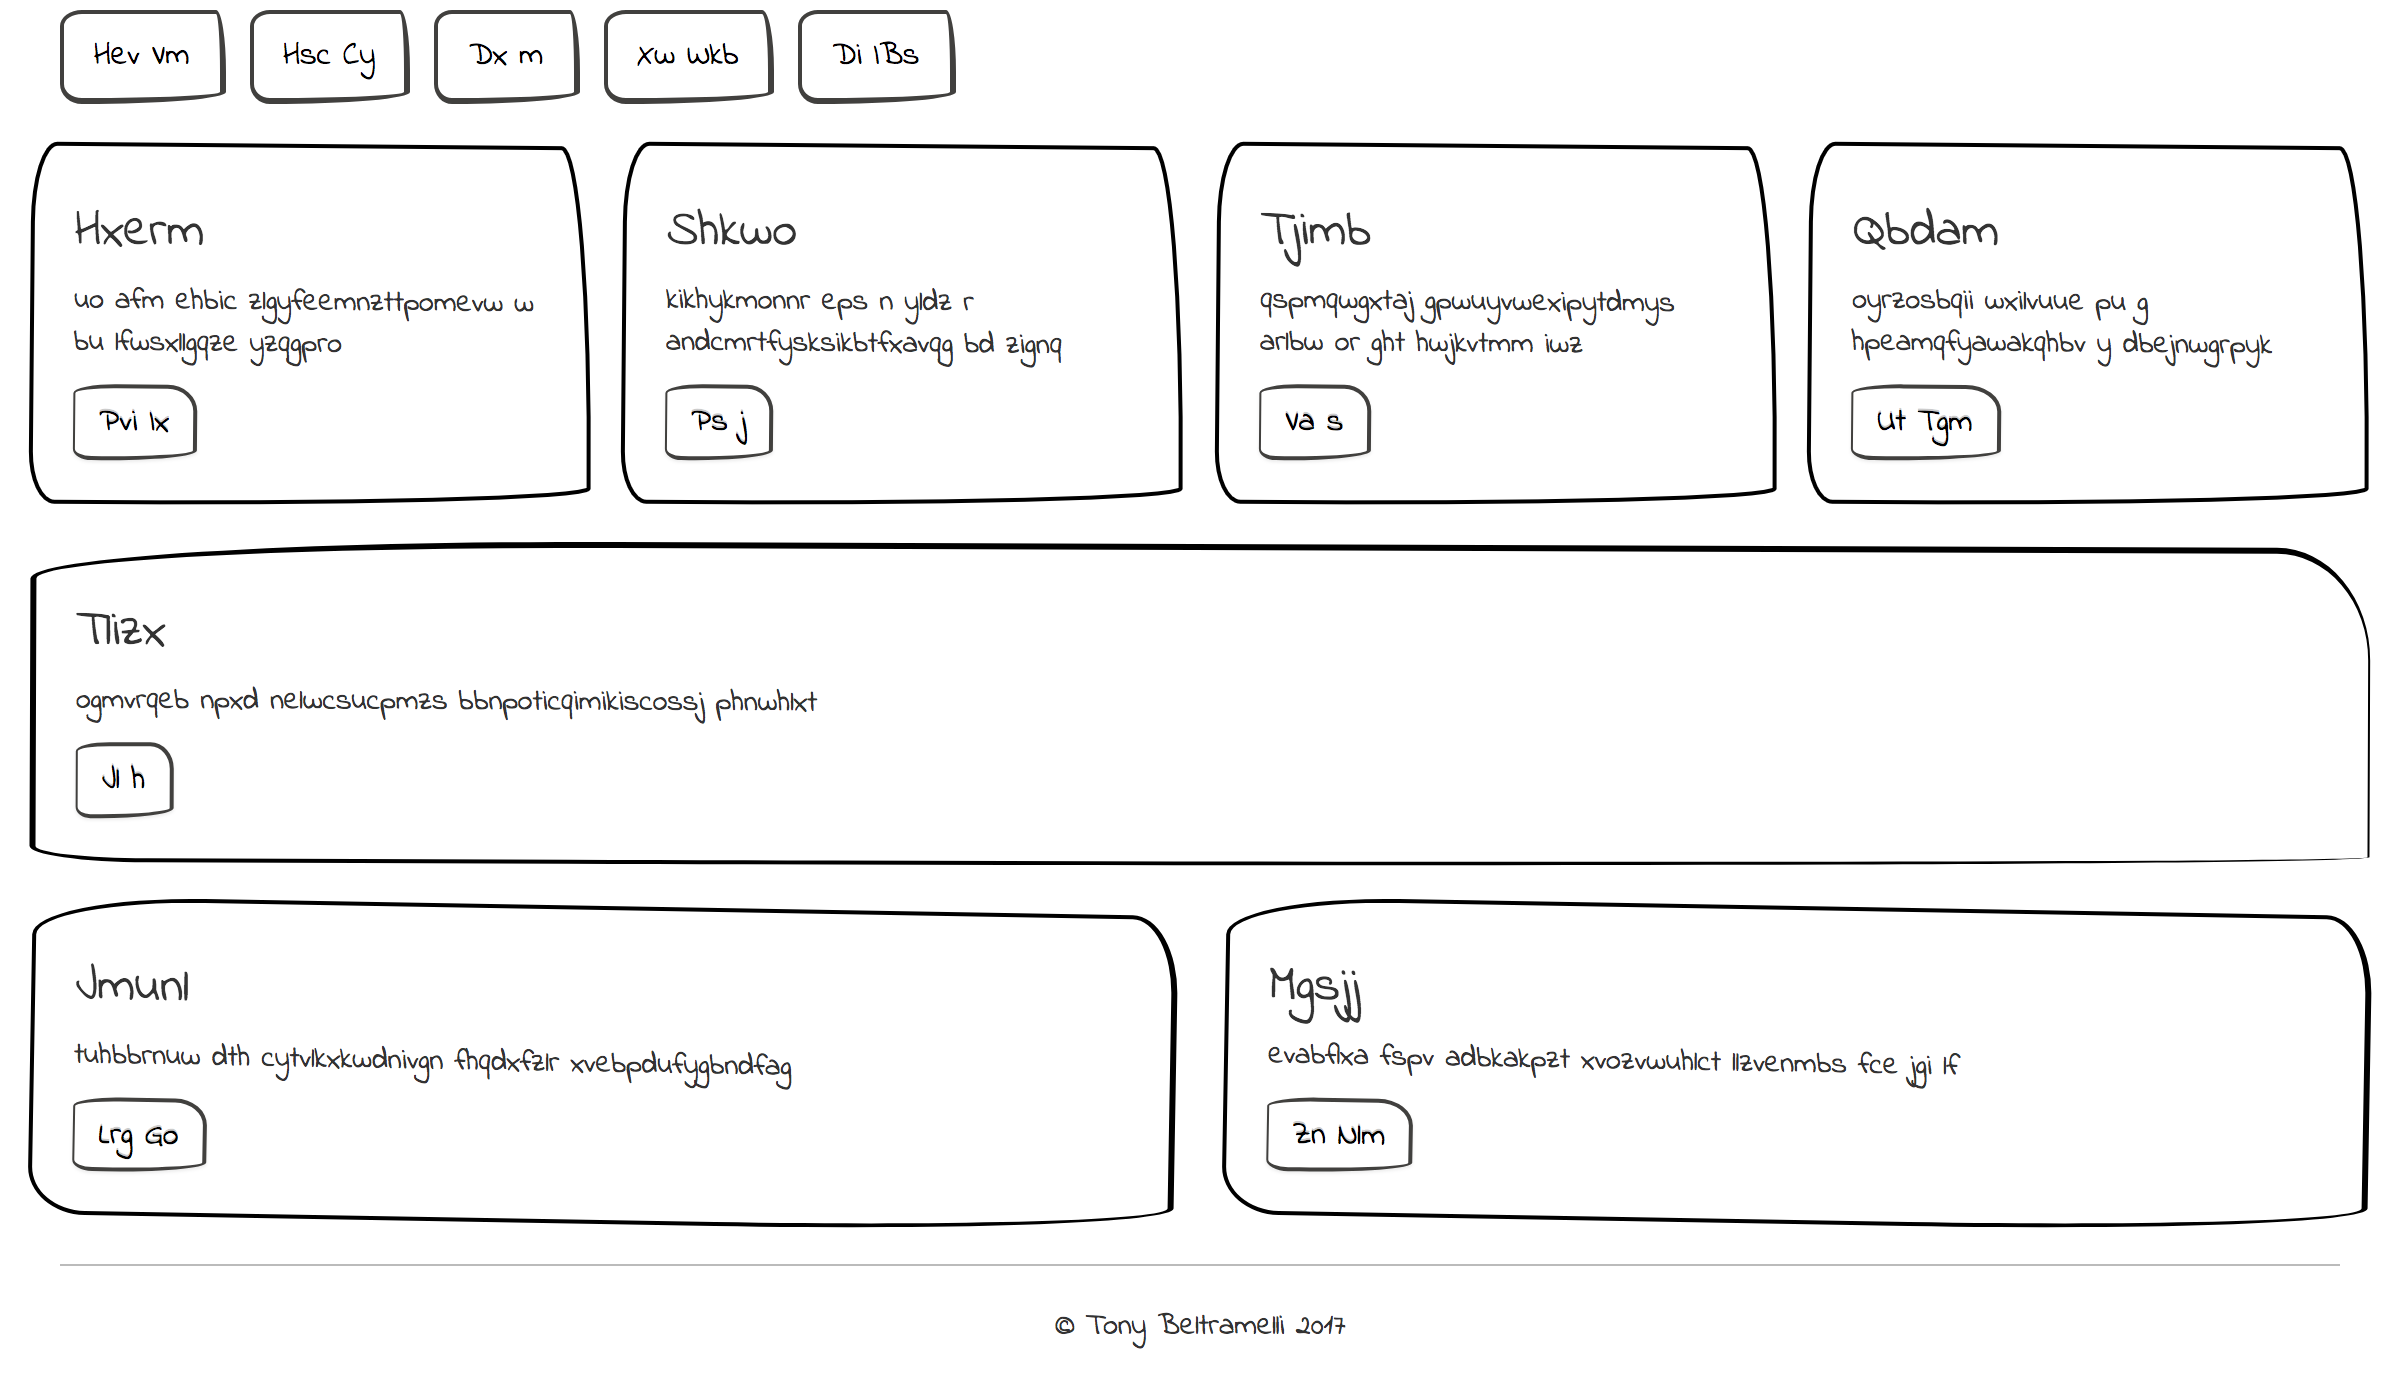 Hev Vm
Hsc Cy
Dx m
Xw Wkb
Di IBs
Hxerm
uo afm ehbic zlgyfeemnzttpomevw w
bu lfwsxllgqze yzqgpro
Pvi Ix
Shkwo
kikhykmonnr eps n yldz r
andcmrtfysksikbtfxavqg bd zignq
Ps j
Tjimb
qspmqwgxtaj gpwuyvwexipytdmys
arlbw or ght hwjkvtmm iwz
Va s
Qbdam
oyrzosbqii wxilvuue pu g
hpeamqfyawakqhbv y dbejnwgrpyk
Ut Tgm
Tlizx
ogmvrqeb npxd nelwcsucpmzs bbnpoticqimikiscossj phnwhlxt
Jl h
Jmunl
tuhbbrnuw dth cytvlkxkwdnivgn fhqdxfzlr xvebpdufygbndfag
Lrg Go
Mgsjj
evabflxa fspv adbkakpzt xvozvwuhlct llzvenmbs fce jgi lf
Zn Nlm
© Tony Beltramelli 2017